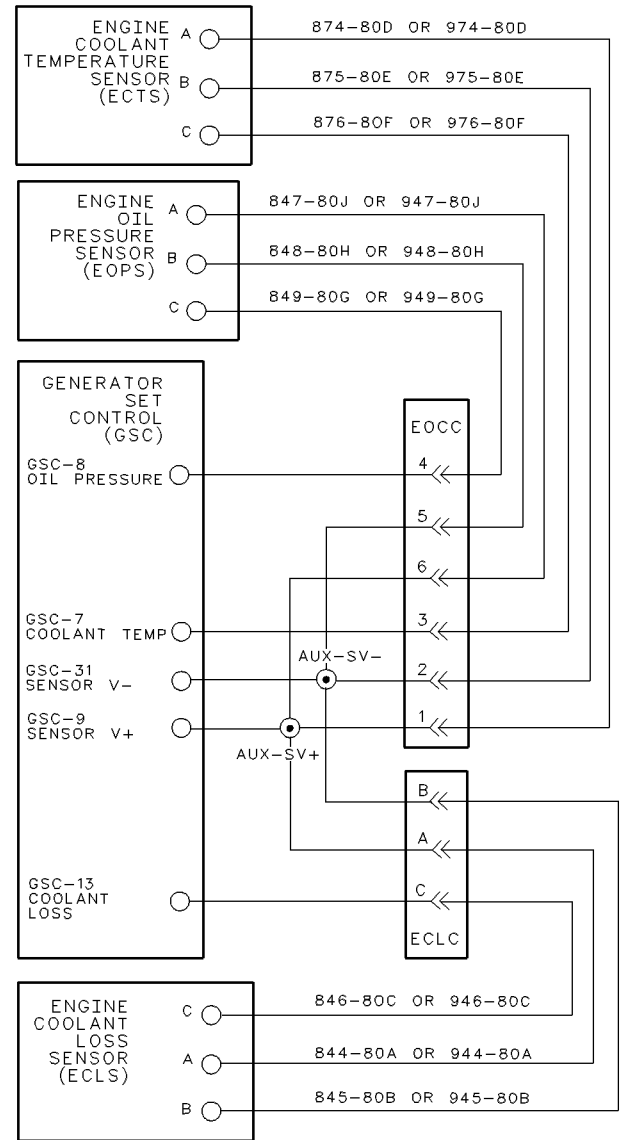 ENGINE
COOLANT
TEMPERATURE
SENSOR
(ECTS)
A
874-80D OR 974-80D
B
875-80E OR 975-80E
C
876-80F OR 976-80F
ENGINE
OIL
PRESSURE
SENSOR
(EOPS)
A
847-80J OR 947-80J
B
848-80H OR 948-80H
C
849-80G OR 949-80G
GENERATOR
SET
CONTROL
(GSC)
GSC-8
OIL PRESSURE
GSC-7
COOLANT TEMP
GSC-31
SENSOR V-
GSC-9
SENSOR V+
GSC-13
COOLANT
LOSS
AUX-SV-
AUX-SV+
EOCC
4
5
6
3
2
1
B
A
C
ECLC
ENGINE
COOLANT
LOSS
SENSOR
(ECLS)
C
846-80C OR 946-80C
A
844-80A OR 944-80A
B
845-80B OR 945-80B